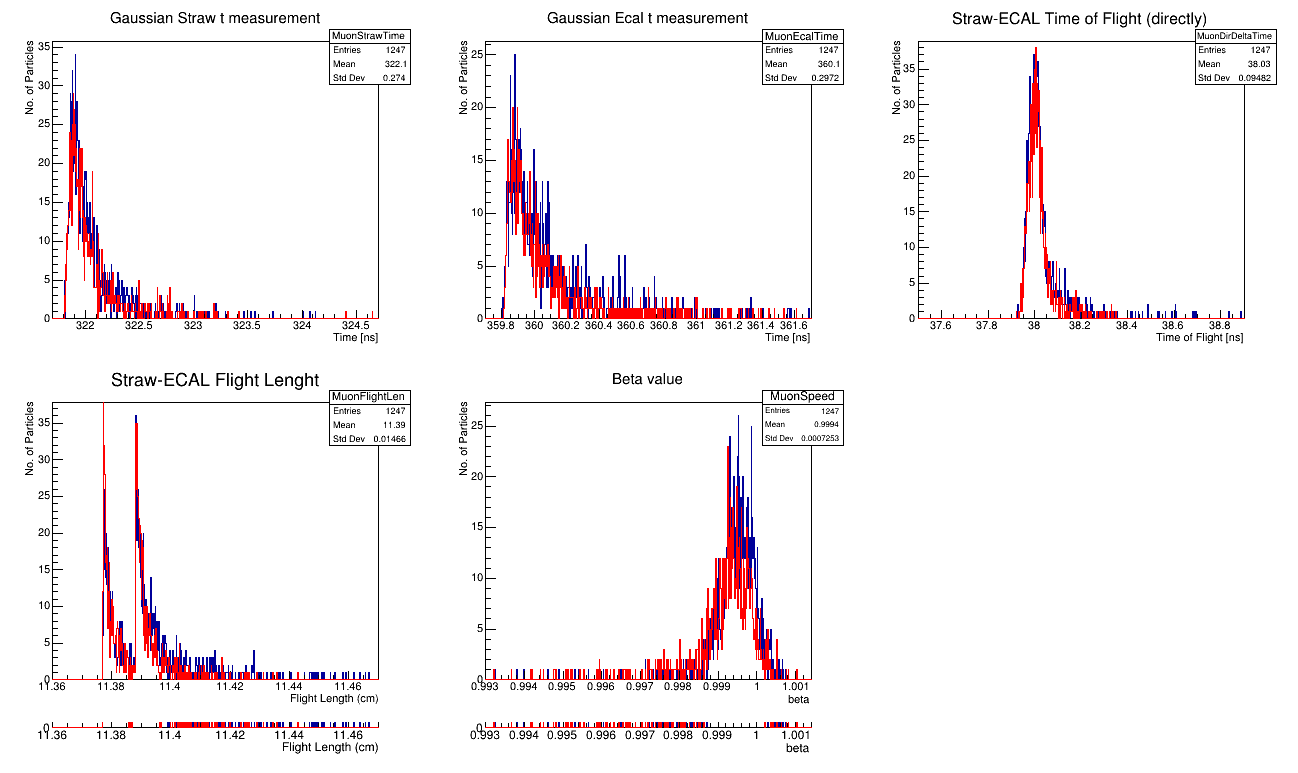 Gaussian Straw t measurement
No. of Particles
35
30
25
20
15
10
5
0
322
322.5
323
323.5
324
324.5
Time [ns]
MuonStrawTime
Entries 1247
Mean 322.1
Std Dev 0.274
Gaussian Ecal t measurement
No. of Particles
25
20
15
10
5
0
359.8
360
360.2
360.4
360.6
360.8
361
361.2
361.4
361.6
Time [ns]
MuonEcalTime
Entries 1247
Mean 360.1
Std Dev 0.2972
Straw-ECAL Time of Flight (directly)
No. of Particles
35
30
25
20
15
10
5
0
37.6
37.8
38
38.2
38.4
38.6
38.8
Time of Flight [ns]
MuonDirDeltaTime
Entries 1247
Mean 38.03
Std Dev 0.09482
Straw-ECAL Flight Lenght
No. of Particles
35
30
25
20
15
10
5
0
11.36
11.38
11.4
11.42
11.44
11.46
Flight Length (cm)
MuonFlightLen
Entries 1247
Mean 11.39
Std Dev 0.01466
0
11.36
11.38
11.4
11.42
11.44
11.46
Flight Length (cm)
Beta value
No. of Particles
25
20
15
10
5
0
0.993
0.994
0.995
0.996
0.997
0.998
0.999
1
1.001
beta
MuonSpeed
Entries 1247
Mean 0.9994
Std Dev 0.0007253
0
0.993
0.994
0.995
0.996
0.997
0.998
0.999
1
1.001
beta